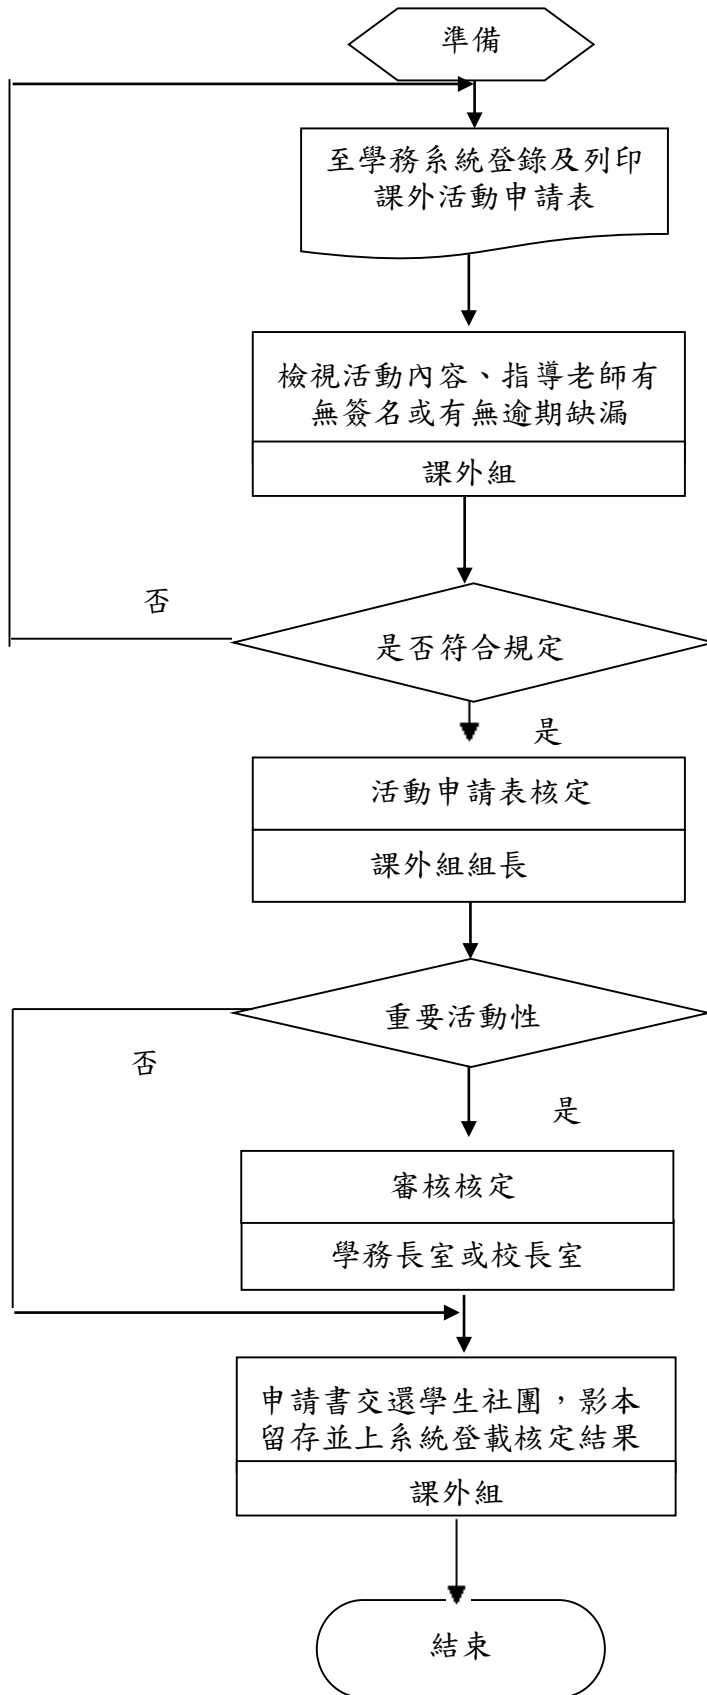 準備
至學務系統登錄及列印
課外活動申請表
檢視活動內容、指導老師有
無簽名或有無逾期缺漏
課外組
否
是否符合規定
是
活動申請表核定
課外組組長
重要活動性
否
是
審核核定
學務長室或校長室
申請書交還學生社團，影本
留存並上系統登載核定結果
課外組
結束